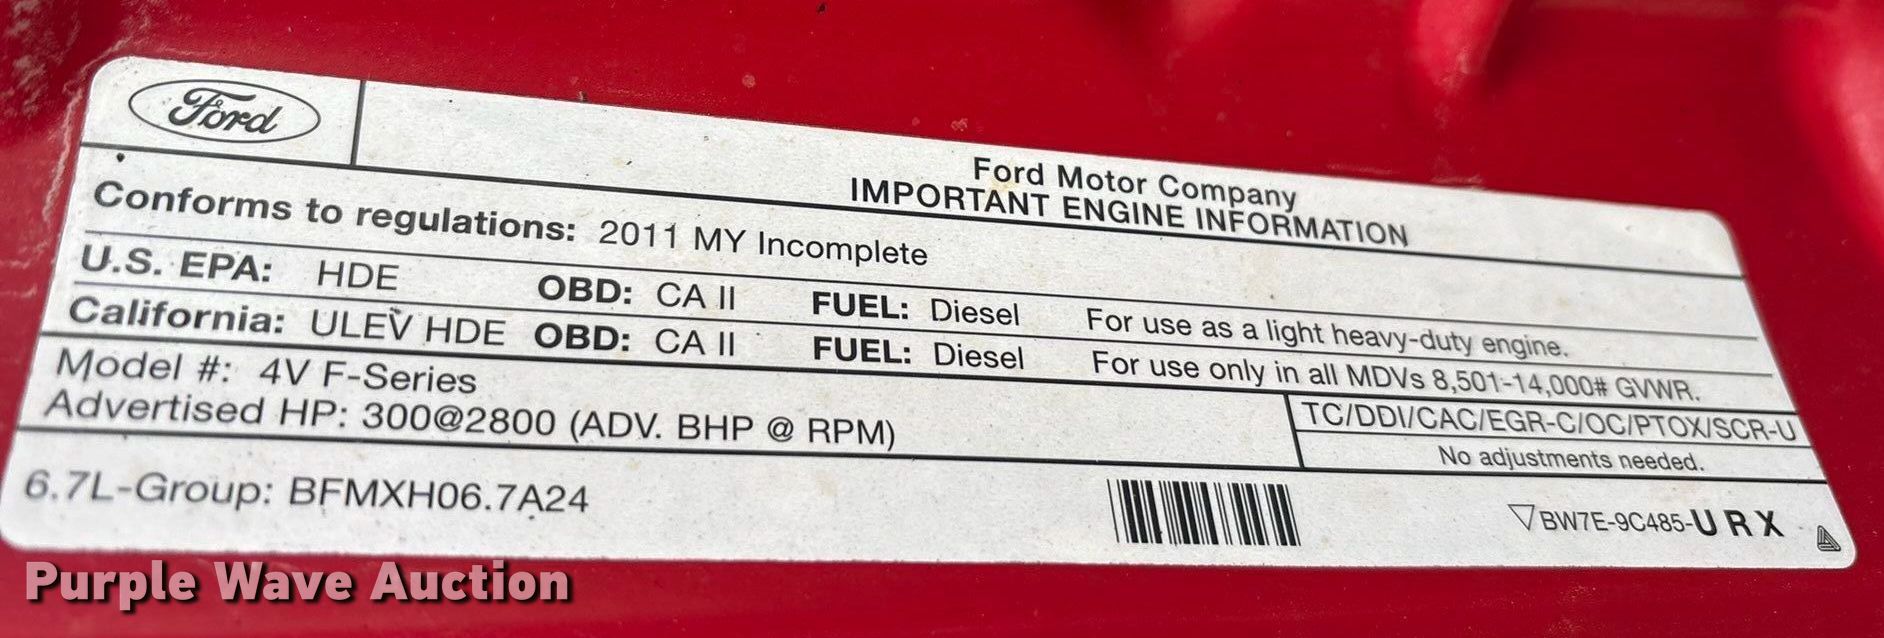 Ford
Ford Motor Company
IMPORTANT ENGINE INFORMATION
Conforms to regulations: 2011 MY Incomplete
U.S. EPA: HDE OBD: CA II FUEL: Diesel For use as a light heavy-duty engine.
California: ULEV HDE OBD: CA II FUEL: Diesel For use only in all MDVs 8,501-14,000# GVWR.
Model #: 4V F-Series
Advertised HP: 300@2800 (ADV. BHP @ RPM)
TC/DDI/CAC/EGR-C/OC/PTOX/SCR-U
No adjustments needed.
6.7L-Group: BFMXH06.7A24
▽BW7E-9C485-URX
Purple Wave Auction